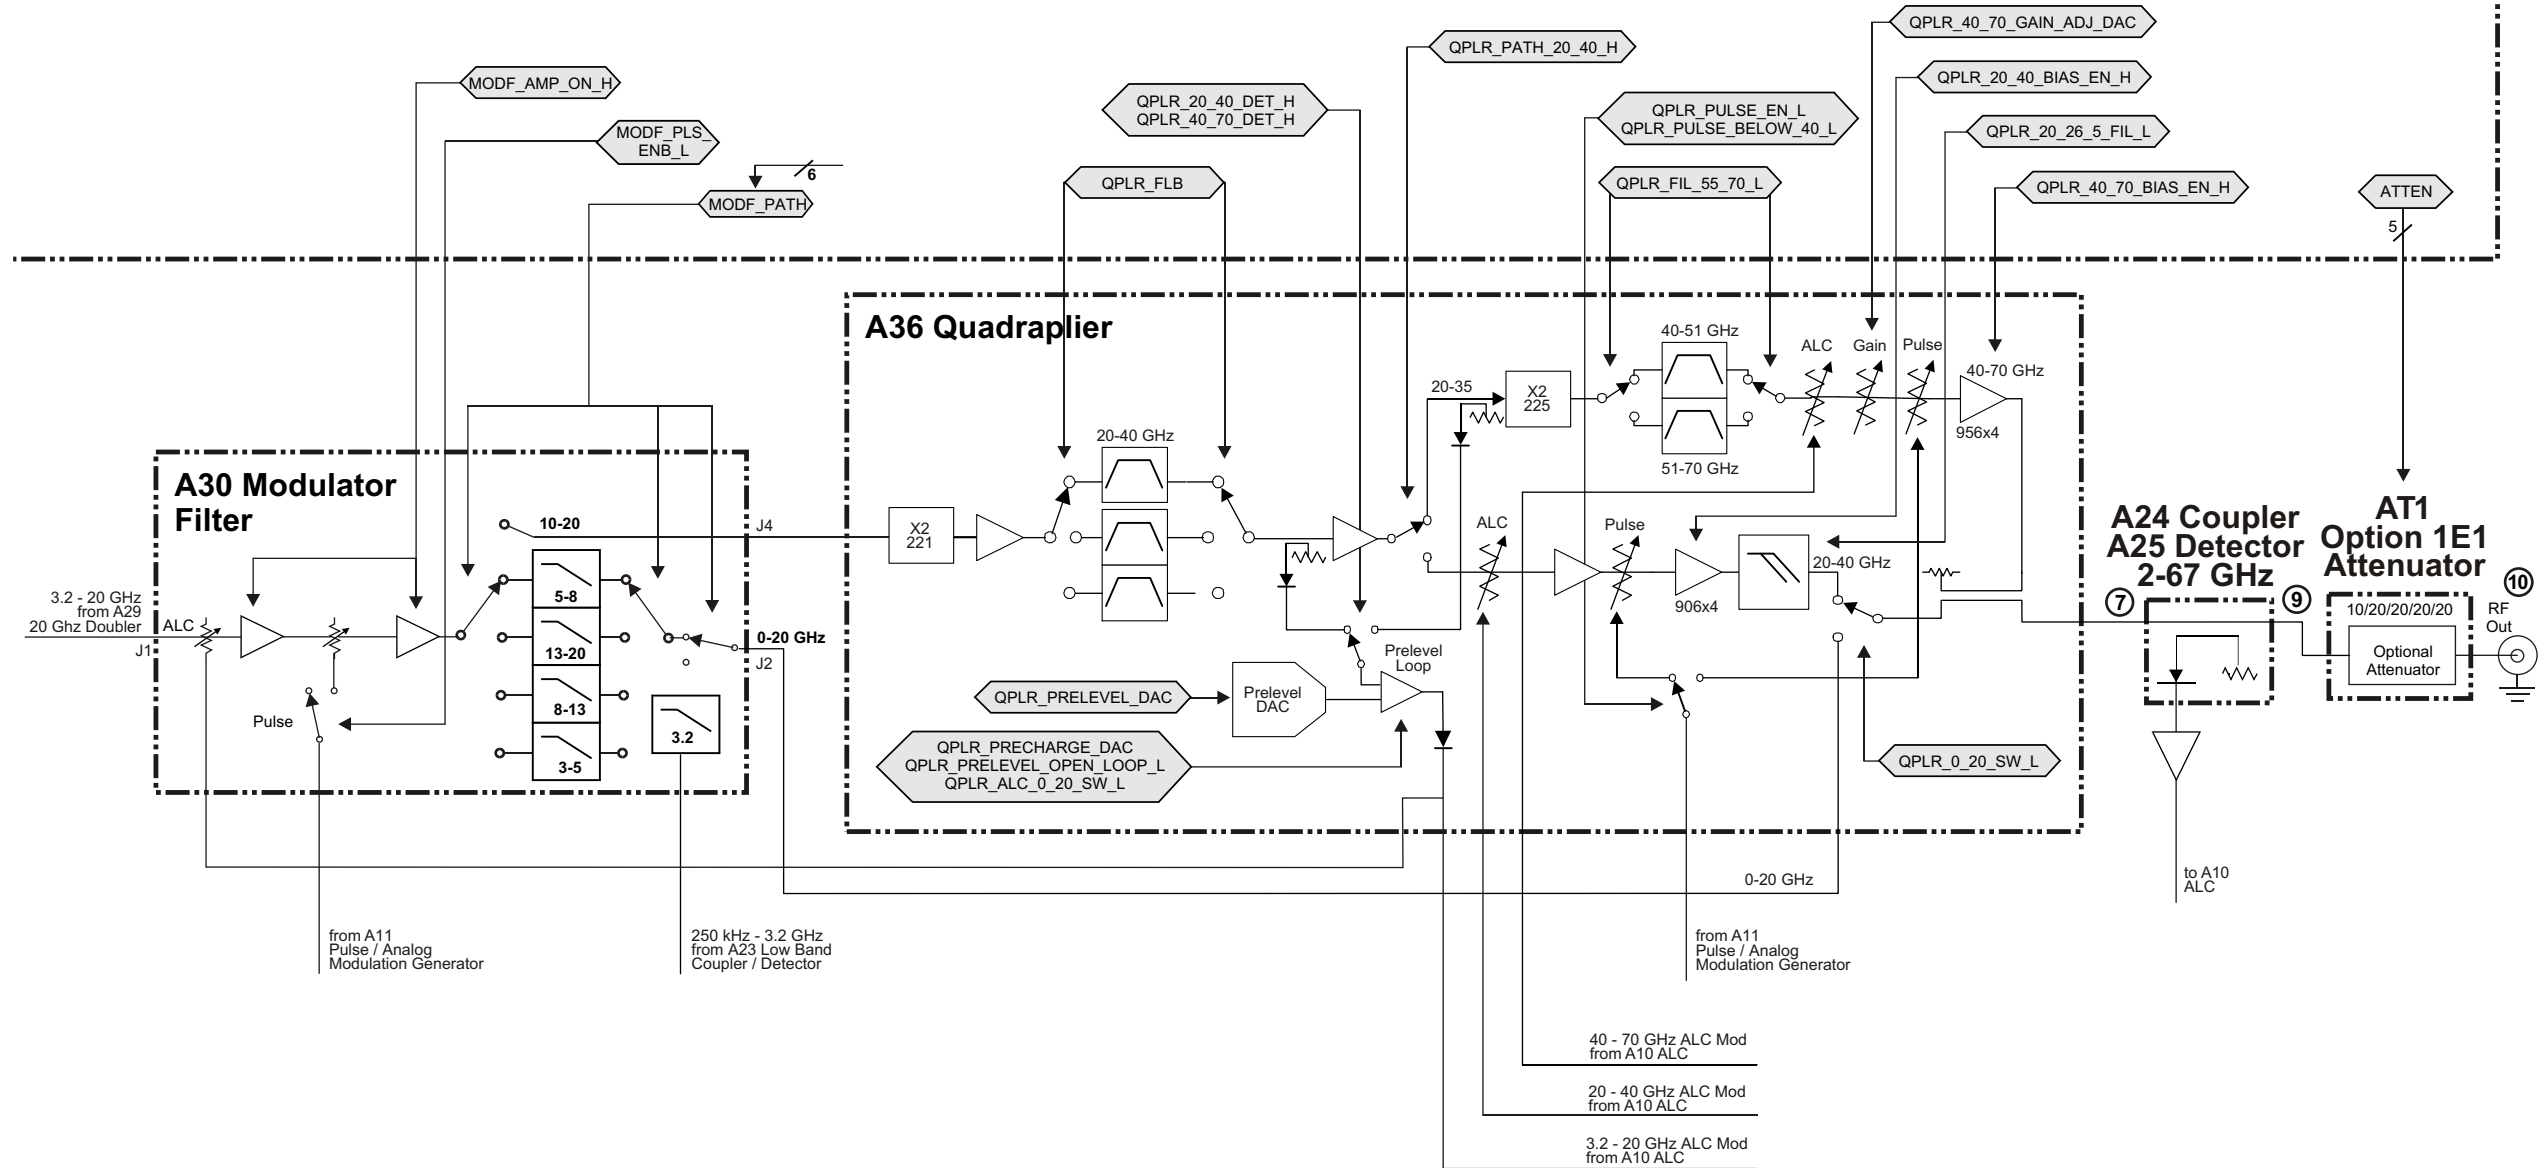 QPLR_40_70_GAIN_ADJ_DAC
QPLR_PATH_20_40_H
QPLR_20_40_BIAS_EN_H
MODF_AMP_ON_H
QPLR_20_40_DET_H
QPLR_40_70_DET_H
QPLR_PULSE_EN_L
QPLR_PULSE_BELOW_40_L
QPLR_20_26_5_FIL_L
MODF_PLS_
ENB_L
6
QPLR_FLB
QPLR_FIL_55_70_L
QPLR_40_70_BIAS_EN_H
ATTEN
MODF_PATH
5
A36 Quadraplier
40-51 GHz
ALC
Gain
Pulse
40-70 GHz
20-35
X2
225
956x4
51-70 GHz
20-40 GHz
A30 Modulator
Filter
10-20
J4
X2
221
ALC
Pulse
20-40 GHz
906x4
A24 Coupler
A25 Detector
2-67 GHz
AT1
Option 1E1
Attenuator
7
9
10
10/20/20/20/20
RF
Out
Optional
Attenuator
3.2 - 20 GHz
from A29
20 Ghz Doubler
J1
ALC
5-8
13-20
8-13
3-5
3.2
0-20 GHz
J2
Pulse
Prelevel
Loop
QPLR_PRELEVEL_DAC
Prelevel
DAC
QPLR_PRECHARGE_DAC
QPLR_PRELEVEL_OPEN_LOOP_L
QPLR_ALC_0_20_SW_L
QPLR_0_20_SW_L
0-20 GHz
to A10
ALC
from A11
Pulse / Analog
Modulation Generator
250 kHz - 3.2 GHz
from A23 Low Band
Coupler / Detector
from A11
Pulse / Analog
Modulation Generator
40 - 70 GHz ALC Mod
from A10 ALC
20 - 40 GHz ALC Mod
from A10 ALC
3.2 - 20 GHz ALC Mod
from A10 ALC